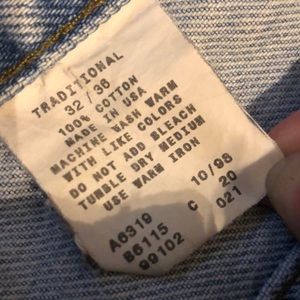 TRADITIONAL
32 / 36
100% COTTON
MADE IN USA
MACHINE WASH WARM
WITH LIKE COLORS
DO NOT ADD BLEACH
TUMBLE DRY MEDIUM
USE WARM IRON
A6319 10/98
B6115 C 20
99102 021